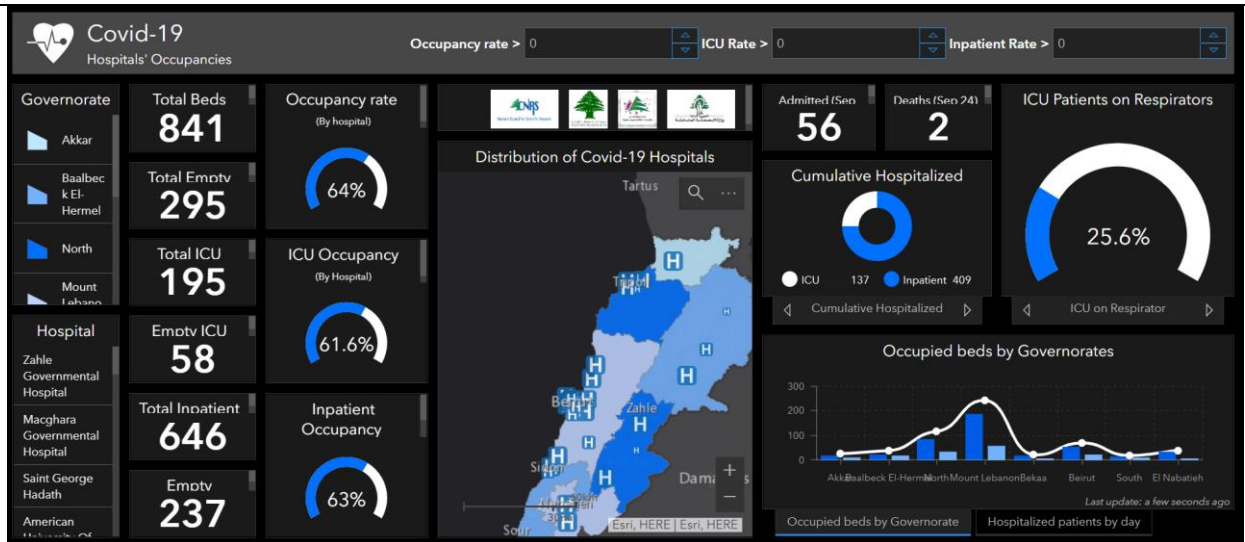 Covid-19
Hospitals' Occupancies
Occupancy rate > 0
ICU Rate > 0
Inpatient Rate > 0
Governorate
Akkar
Baalbec
k El-
Hermel
North
Mount
Lebano
Hospital
Zahle
Governmental
Hospital
Macghara
Governmental
Hospital
Saint George
Hadath
American
University Of
Total Beds
841
Total Empty
295
Total ICU
195
Empty ICU
58
Total Inpatient
646
Empty
237
Occupancy rate
(By hospital)
64%
ICU Occupancy
(By Hospital)
61.6%
Inpatient
Occupancy
63%
CNRS
Distribution of Covid-19 Hospitals
Tartus
H
H
H
H
H
Zahle
H
H
H
H
H
H
Esri, HERE | Esri, HERE
Admitted (Sep
56
Deaths (Sep 24)
2
Cumulative Hospitalized
ICU 137
Inpatient 409
Cumulative Hospitalized
ICU Patients on Respirators
25.6%
ICU on Respirator
Occupied beds by Governorates
300
200
100
0
Akkar
Baalbeck El-Hermel
North
Mount Lebanon
Bekaa
Beirut
South
El Nabatieh
Last update: a few seconds ago
Occupied beds by Governorate
Hospitalized patients by day